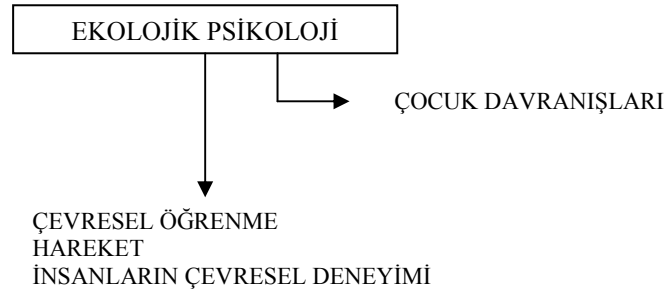 EKOLOJİK PSİKOLOJİ
ÇOCUK DAVRANIŞLARI
ÇEVRESEL ÖĞRENME
HAREKET
İNSANLARIN ÇEVRESEL DENEYİMİ